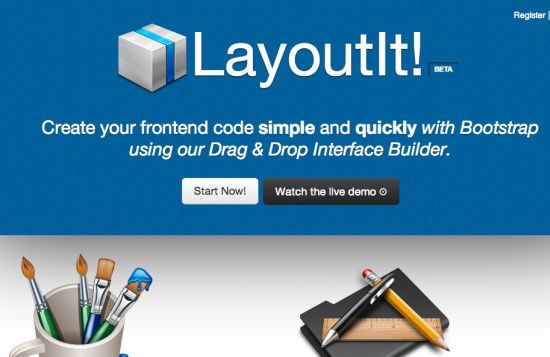 Register |
LayoutIt! BETA
Create your frontend code simple and quickly with Bootstrap
using our Drag & Drop Interface Builder.
Start Now! Watch the live demo